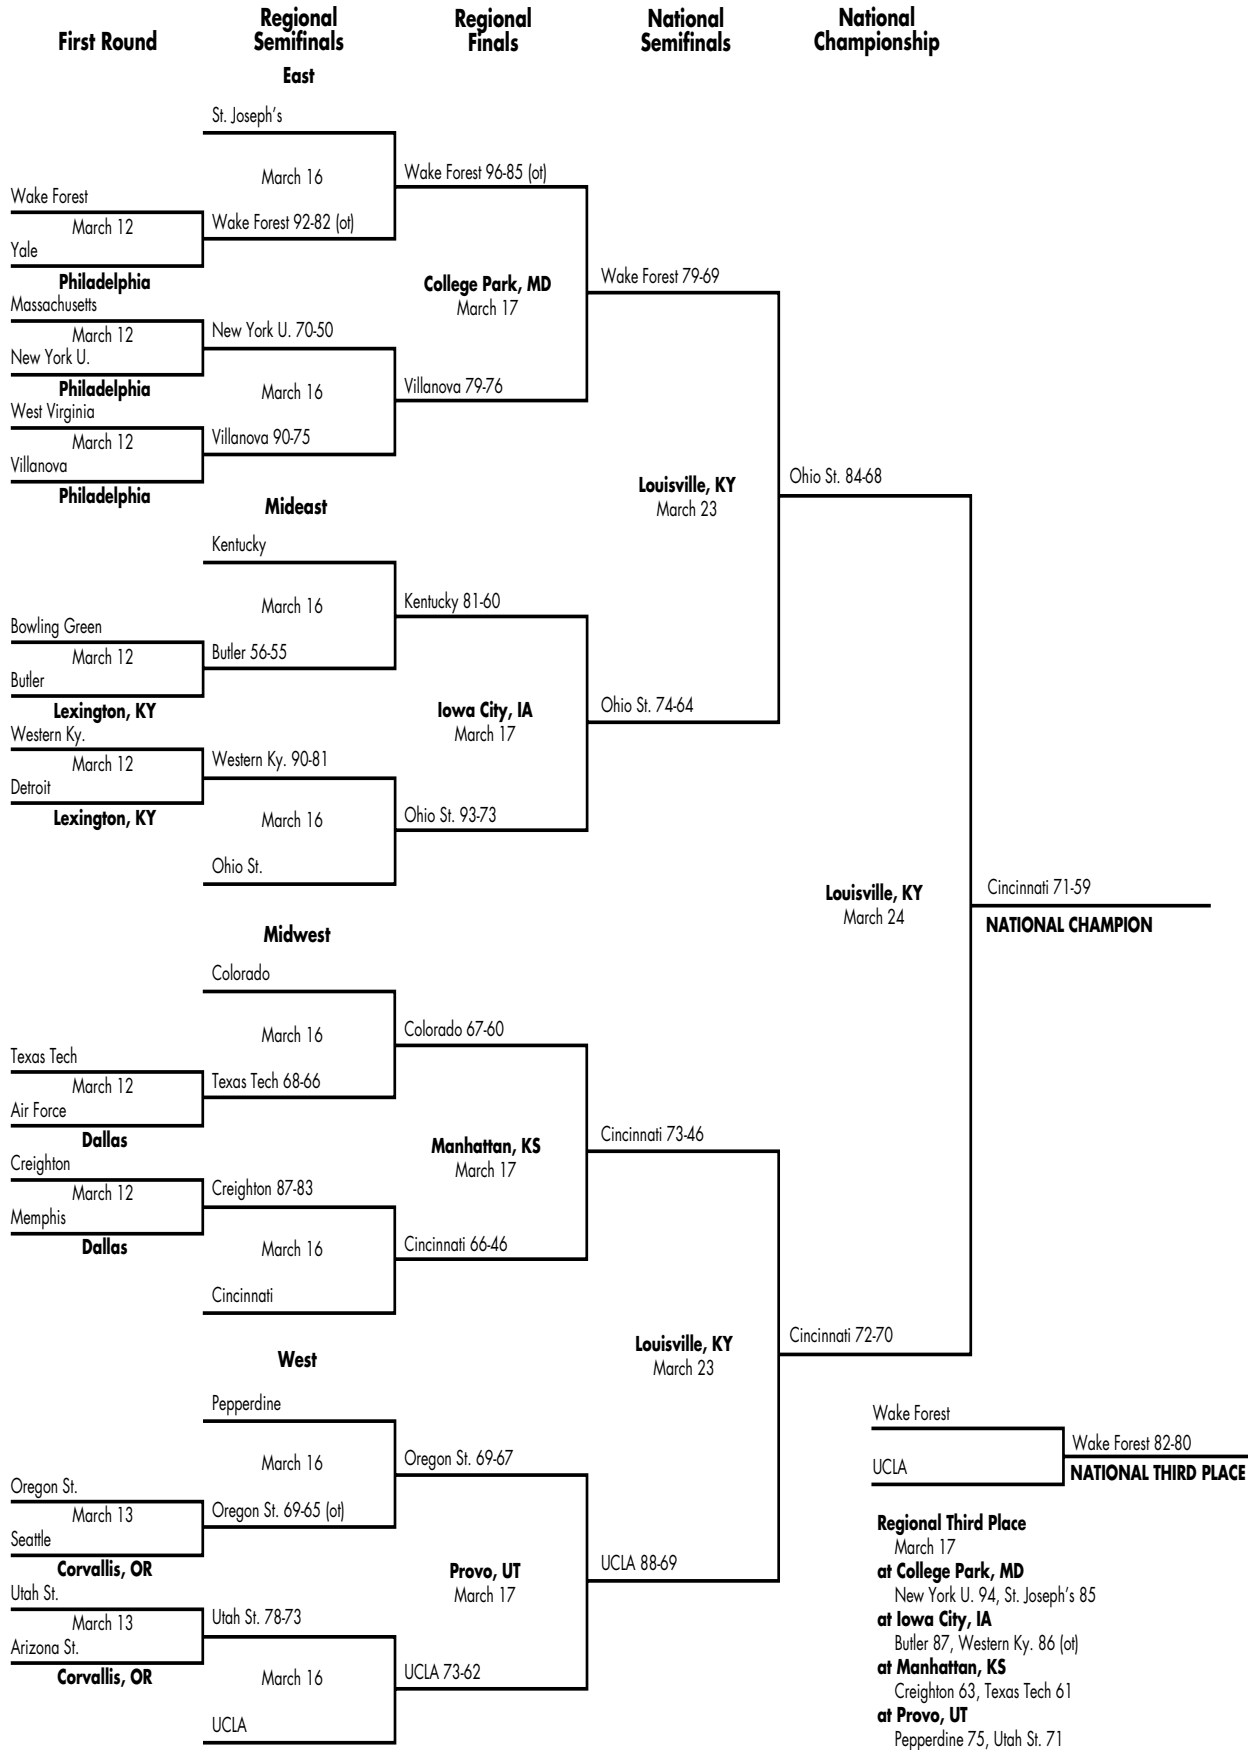 First Round
Regional
Semifinals
Regional
Finals
National
Semifinals
National
Championship
East
St. Joseph's
March 16
Wake Forest 96-85 (ot)
Wake Forest
March 12
Wake Forest 92-82 (ot)
Yale
Philadelphia
College Park, MD
March 17
Wake Forest 79-69
Massachusetts
March 12
New York U. 70-50
New York U.
Philadelphia
March 16
Villanova 79-76
West Virginia
March 12
Villanova 90-75
Villanova
Philadelphia
Louisville, KY
March 23
Ohio St. 84-68
Mideast
Kentucky
March 16
Kentucky 81-60
Bowling Green
March 12
Butler 56-55
Butler
Lexington, KY
Iowa City, IA
March 17
Ohio St. 74-64
Western Ky.
March 12
Western Ky. 90-81
Detroit
Lexington, KY
March 16
Ohio St. 93-73
Ohio St.
Louisville, KY
March 24
Cincinnati 71-59
NATIONAL CHAMPION
Midwest
Colorado
March 16
Colorado 67-60
Texas Tech
March 12
Texas Tech 68-66
Air Force
Dallas
Manhattan, KS
March 17
Cincinnati 73-46
Creighton
March 12
Creighton 87-83
Memphis
Dallas
March 16
Cincinnati 66-46
Cincinnati
Louisville, KY
March 23
Cincinnati 72-70
West
Pepperdine
March 16
Oregon St. 69-67
Oregon St.
March 13
Oregon St. 69-65 (ot)
Seattle
Corvallis, OR
Provo, UT
March 17
UCLA 88-69
Utah St.
March 13
Utah St. 78-73
Arizona St.
Corvallis, OR
March 16
UCLA 73-62
UCLA
Wake Forest
Wake Forest 82-80
UCLA
NATIONAL THIRD PLACE
Regional Third Place
March 17
at College Park, MD
New York U. 94, St. Joseph's 85
at Iowa City, IA
Butler 87, Western Ky. 86 (ot)
at Manhattan, KS
Creighton 63, Texas Tech 61
at Provo, UT
Pepperdine 75, Utah St. 71